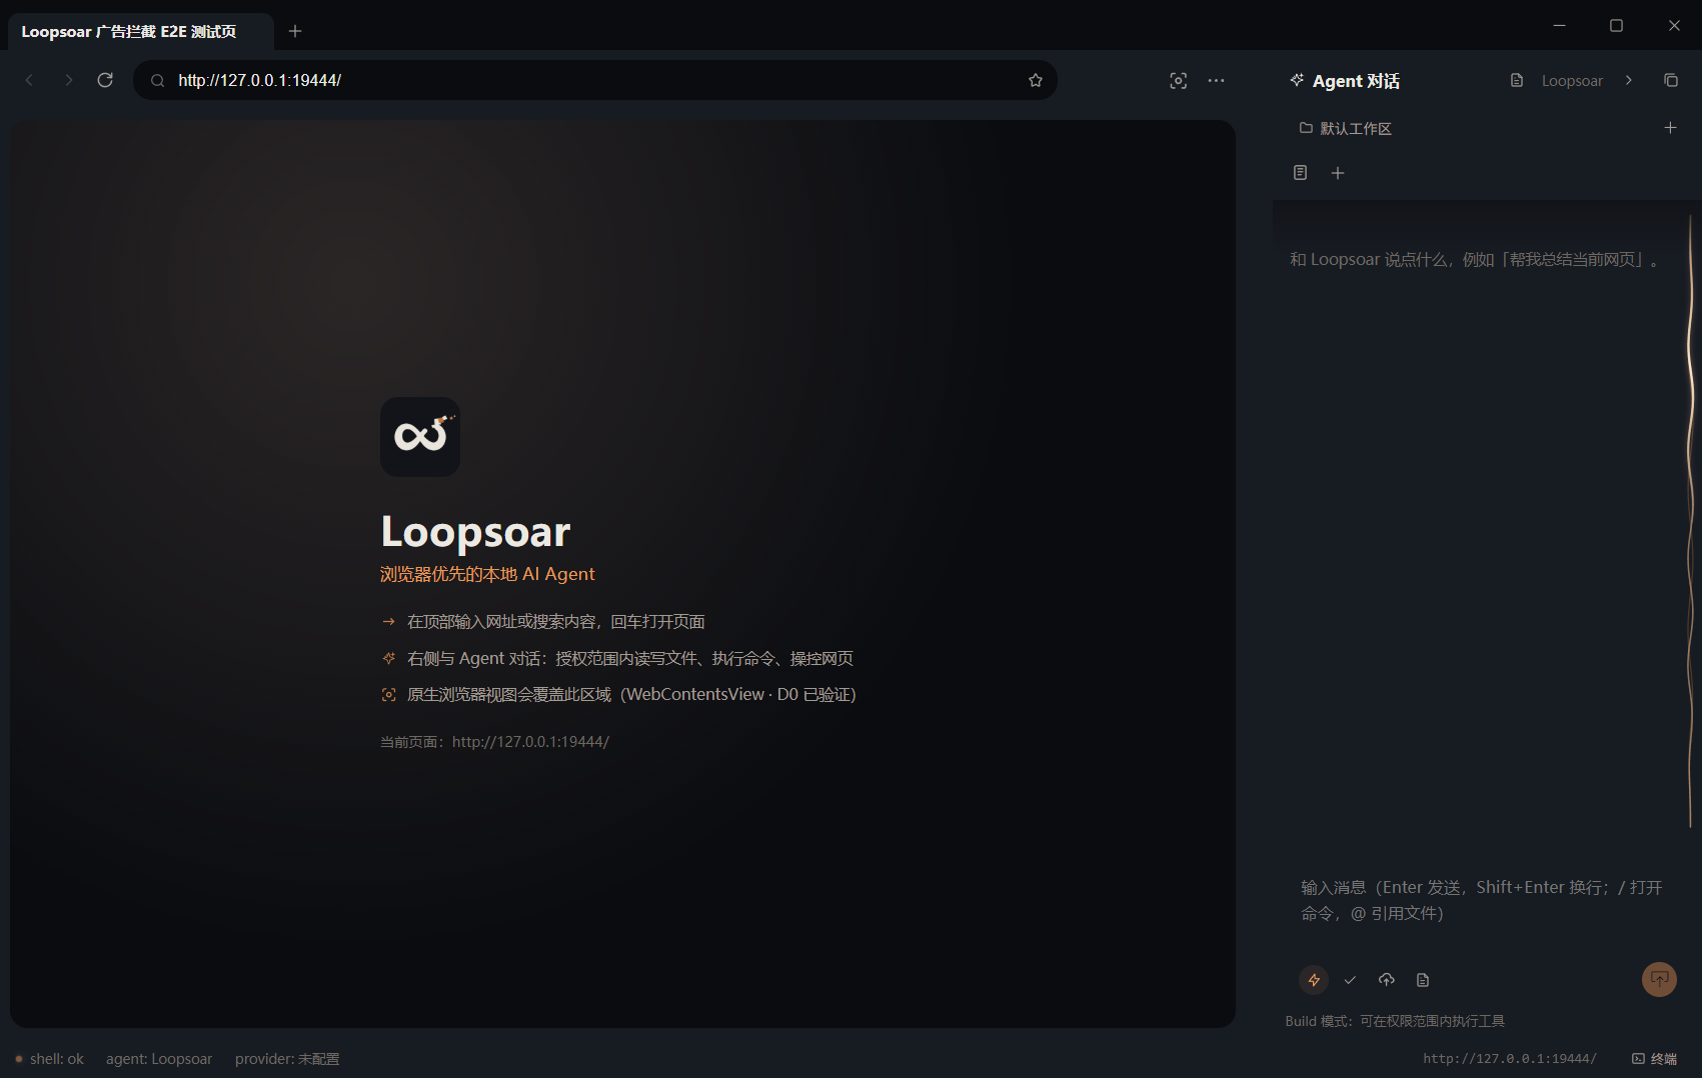 Loopsoar 广告拦截 E2E 测试页
http://127.0.0.1:19444/
Agent 对话
Loopsoar
默认工作区
和 Loopsoar 说点什么，例如「帮我总结当前网页」。
Loopsoar
浏览器优先的本地 AI Agent
在顶部输入网址或搜索内容，回车打开页面
右侧与 Agent 对话：授权范围内读写文件、执行命令、操控网页
原生浏览器视图会覆盖此区域（WebContentsView · D0 已验证）
当前页面：http://127.0.0.1:19444/
输入消息（Enter 发送，Shift+Enter 换行；/ 打开
命令，@ 引用文件）
Build 模式：可在权限范围内执行工具
shell: ok
agent: Loopsoar
provider: 未配置
http://127.0.0.1:19444/
终端